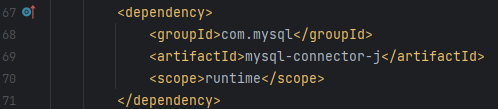 67 <dependency>
68 <groupId>com.mysql</groupId>
69 <artifactId>mysql-connector-j</artifactId>
70 <scope>runtime</scope>
71 </dependency>